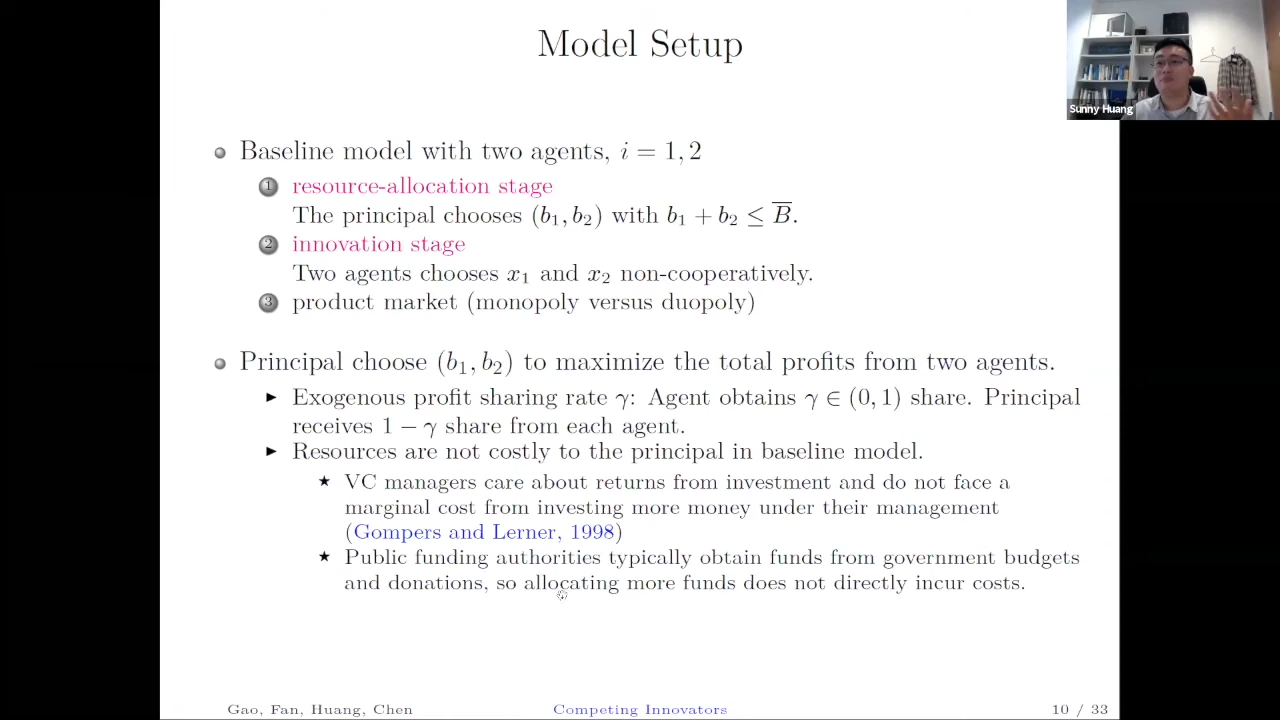 Model Setup
Sunny Huang
Baseline model with two agents, i = 1, 2
1 resource-allocation stage
The principal chooses (b₁, b₂) with b₁ + b₂ ≤ B̅.
2 innovation stage
Two agents chooses x₁ and x₂ non-cooperatively.
3 product market (monopoly versus duopoly)
Principal choose (b₁, b₂) to maximize the total profits from two agents.
Exogenous profit sharing rate γ: Agent obtains γ ∈ (0, 1) share. Principal
receives 1 − γ share from each agent.
Resources are not costly to the principal in baseline model.
VC managers care about returns from investment and do not face a
marginal cost from investing more money under their management
(Gompers and Lerner, 1998)
Public funding authorities typically obtain funds from government budgets
and donations, so allocating more funds does not directly incur costs.
Gao, Fan, Huang, Chen
Competing Innovators
10 / 33